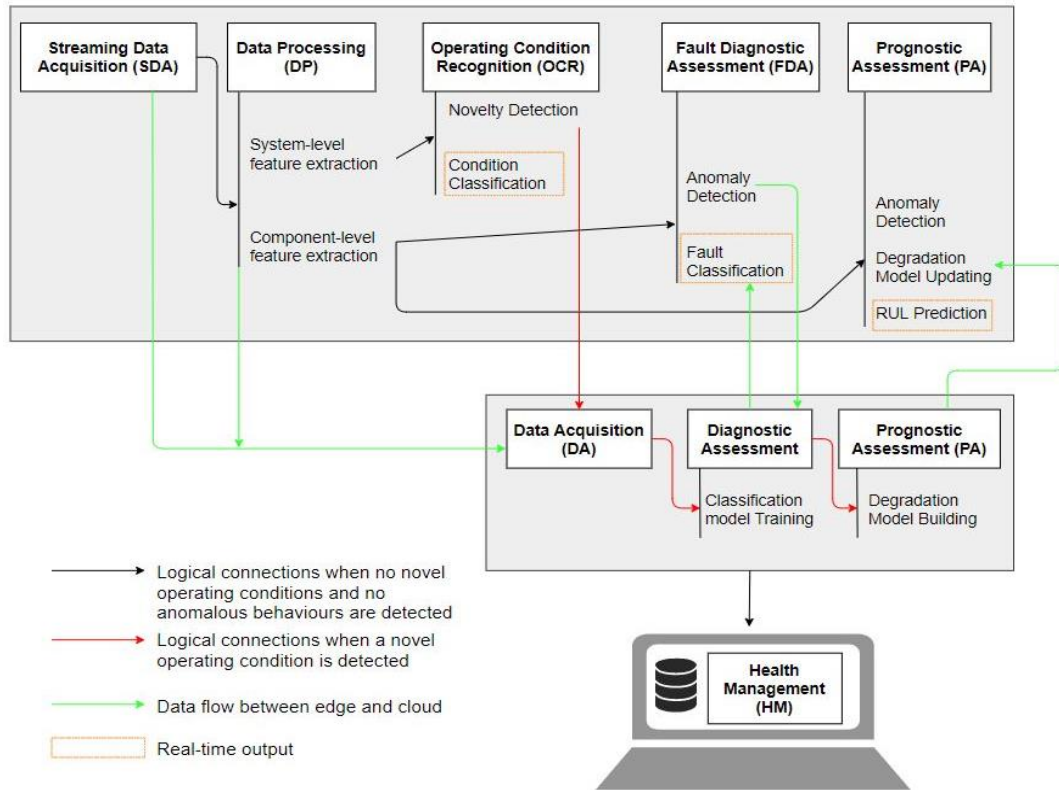 Streaming Data
Acquisition (SDA)
Data Processing
(DP)
Operating Condition
Recognition (OCR)
Fault Diagnostic
Assessment (FDA)
Prognostic
Assessment (PA)
Novelty Detection
System-level
feature extraction
Condition
Classification
Anomaly
Detection
Anomaly
Detection
Component-level
feature extraction
Fault
Classification
Degradation
Model Updating
RUL Prediction
Data Acquisition
(DA)
Diagnostic
Assessment
Prognostic
Assessment (PA)
Classification
model Training
Degradation
Model Building
Logical connections when no novel
operating conditions and no
anomalous behaviours are detected
Logical connections when a novel
operating condition is detected
Data flow between edge and cloud
Real-time output
Health
Management
(HM)